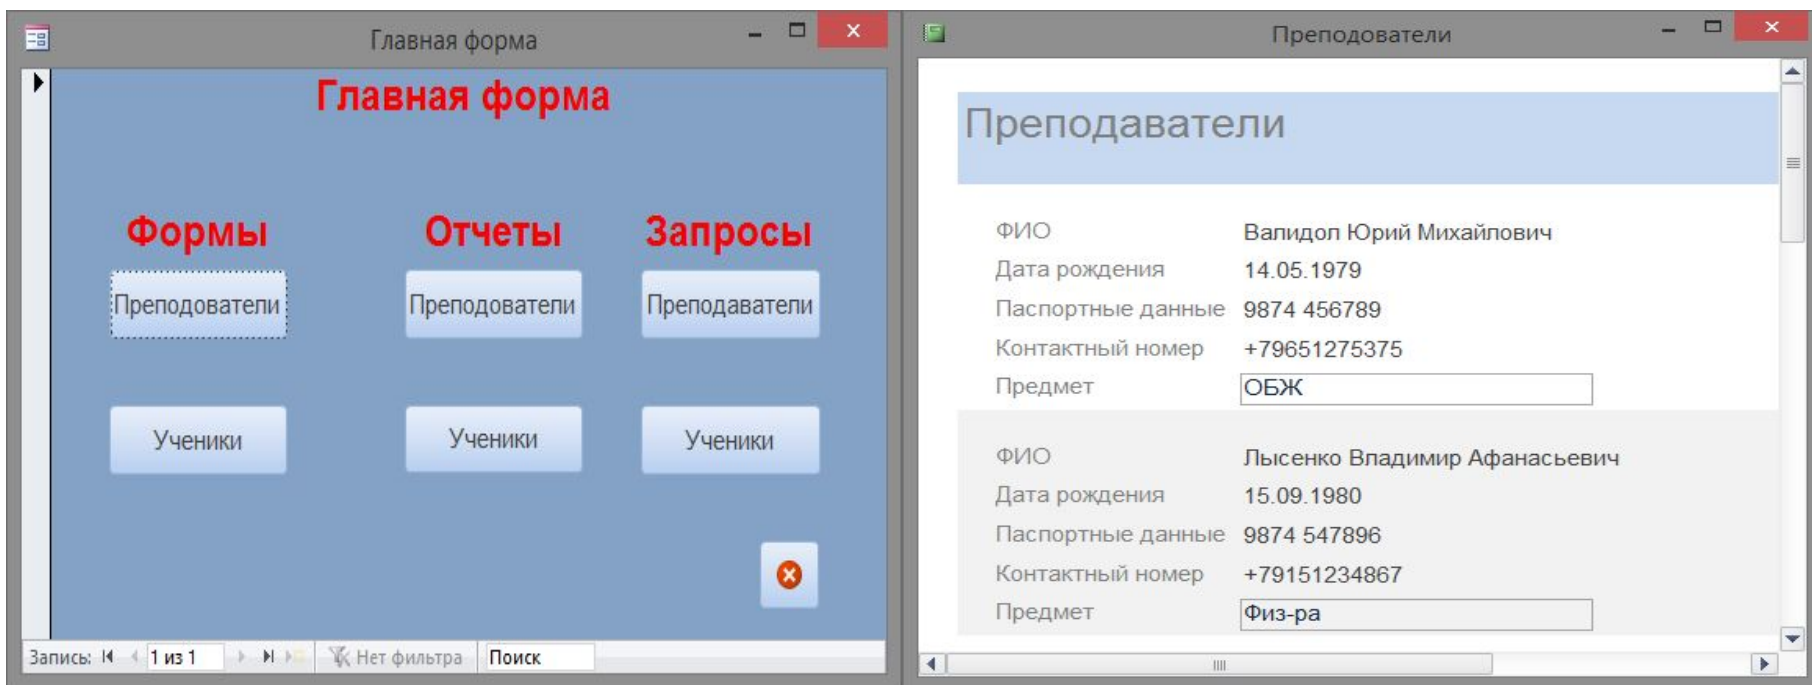 Главная форма
Главная форма
Формы Отчеты Запросы
Преподователи Преподователи Преподаватели
Ученики Ученики Ученики
Запись: 1 из 1 Нет фильтра Поиск
Преподователи
Преподаватели
ФИО Валидол Юрий Михайлович
Дата рождения 14.05.1979
Паспортные данные 9874 456789
Контактный номер +79651275375
Предмет ОБЖ
ФИО Лысенко Владимир Афанасьевич
Дата рождения 15.09.1980
Паспортные данные 9874 547896
Контактный номер +79151234867
Предмет Физ-ра